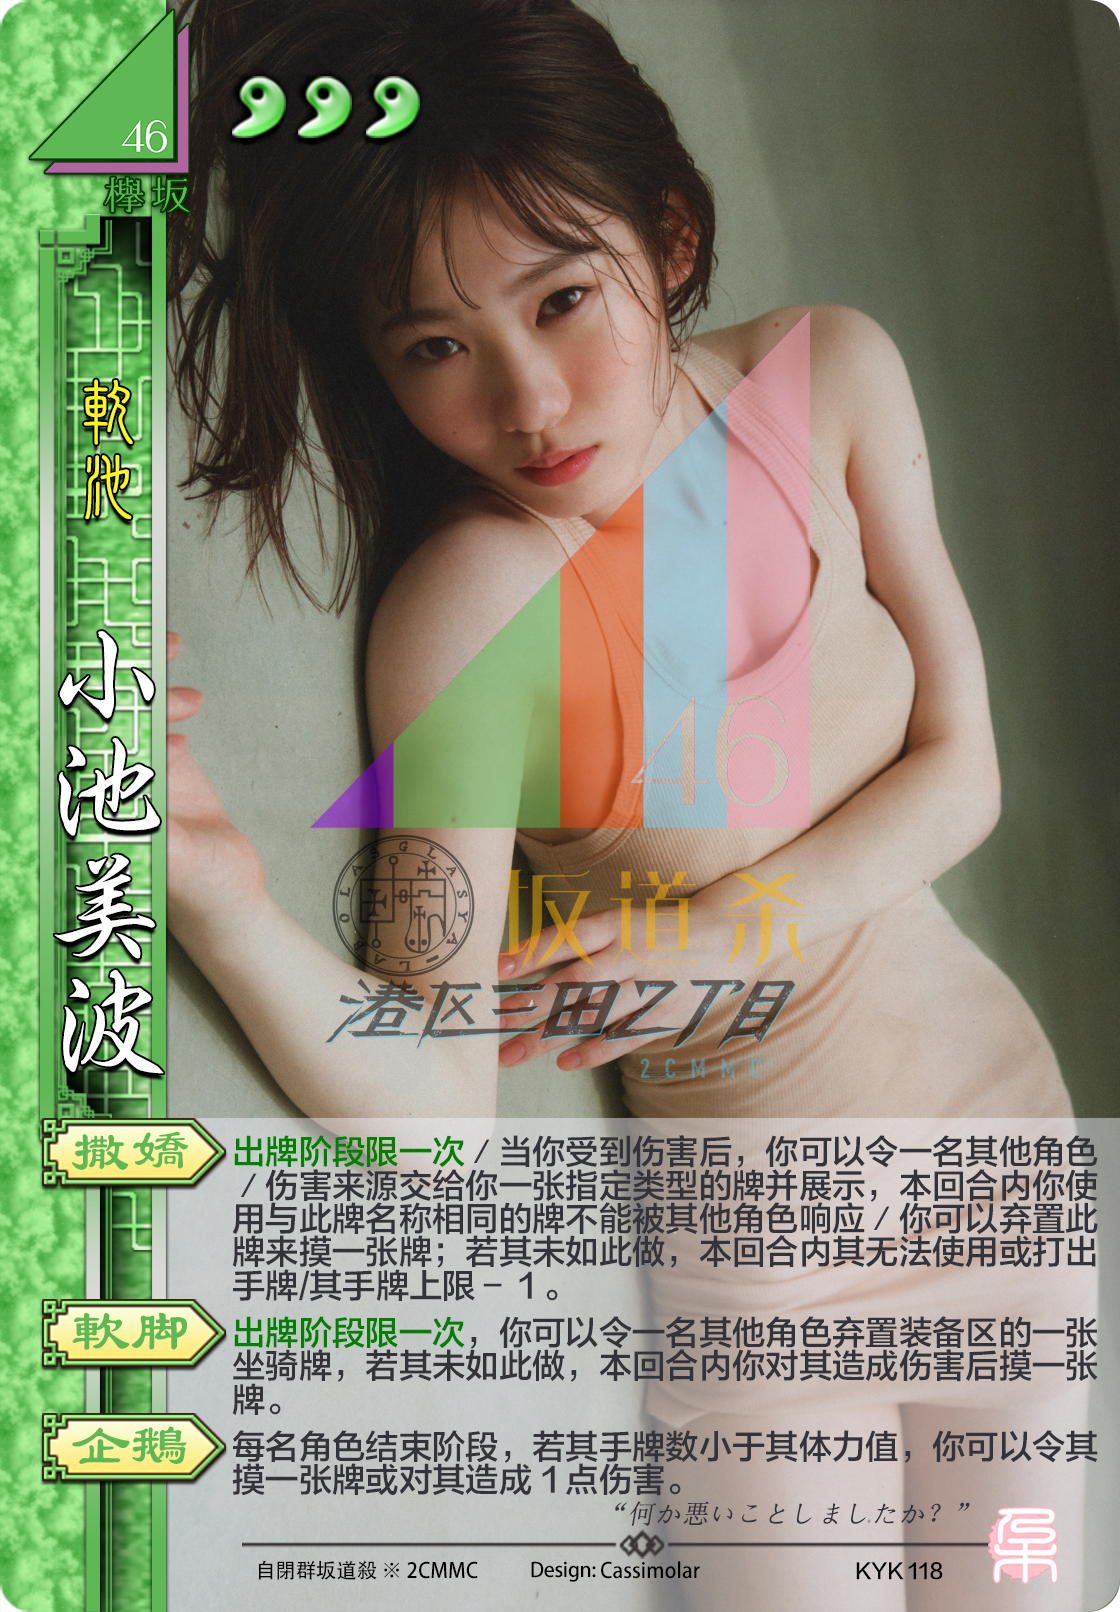 46
欅坂
軟池
小池美波
46
GLASYA LABOLAS
坂道杀
港区三田2丁目
2CMMC
撒嬌
出牌阶段限一次／当你受到伤害后，你可以令一名其他角色
／伤害来源交给你一张指定类型的牌并展示，本回合内你使
用与此牌名称相同的牌不能被其他角色响应／你可以弃置此
牌来摸一张牌；若其未如此做，本回合内其无法使用或打出
手牌/其手牌上限－１。
軟脚
出牌阶段限一次，你可以令一名其他角色弃置装备区的一张
坐骑牌，若其未如此做，本回合内你对其造成伤害后摸一张
牌。
企鵝
每名角色结束阶段，若其手牌数小于其体力值，你可以令其
摸一张牌或对其造成１点伤害。
“何か悪いことしましたか？”
自閉群坂道殺 ※ 2CMMC
Design: Cassimolar
KYK 118